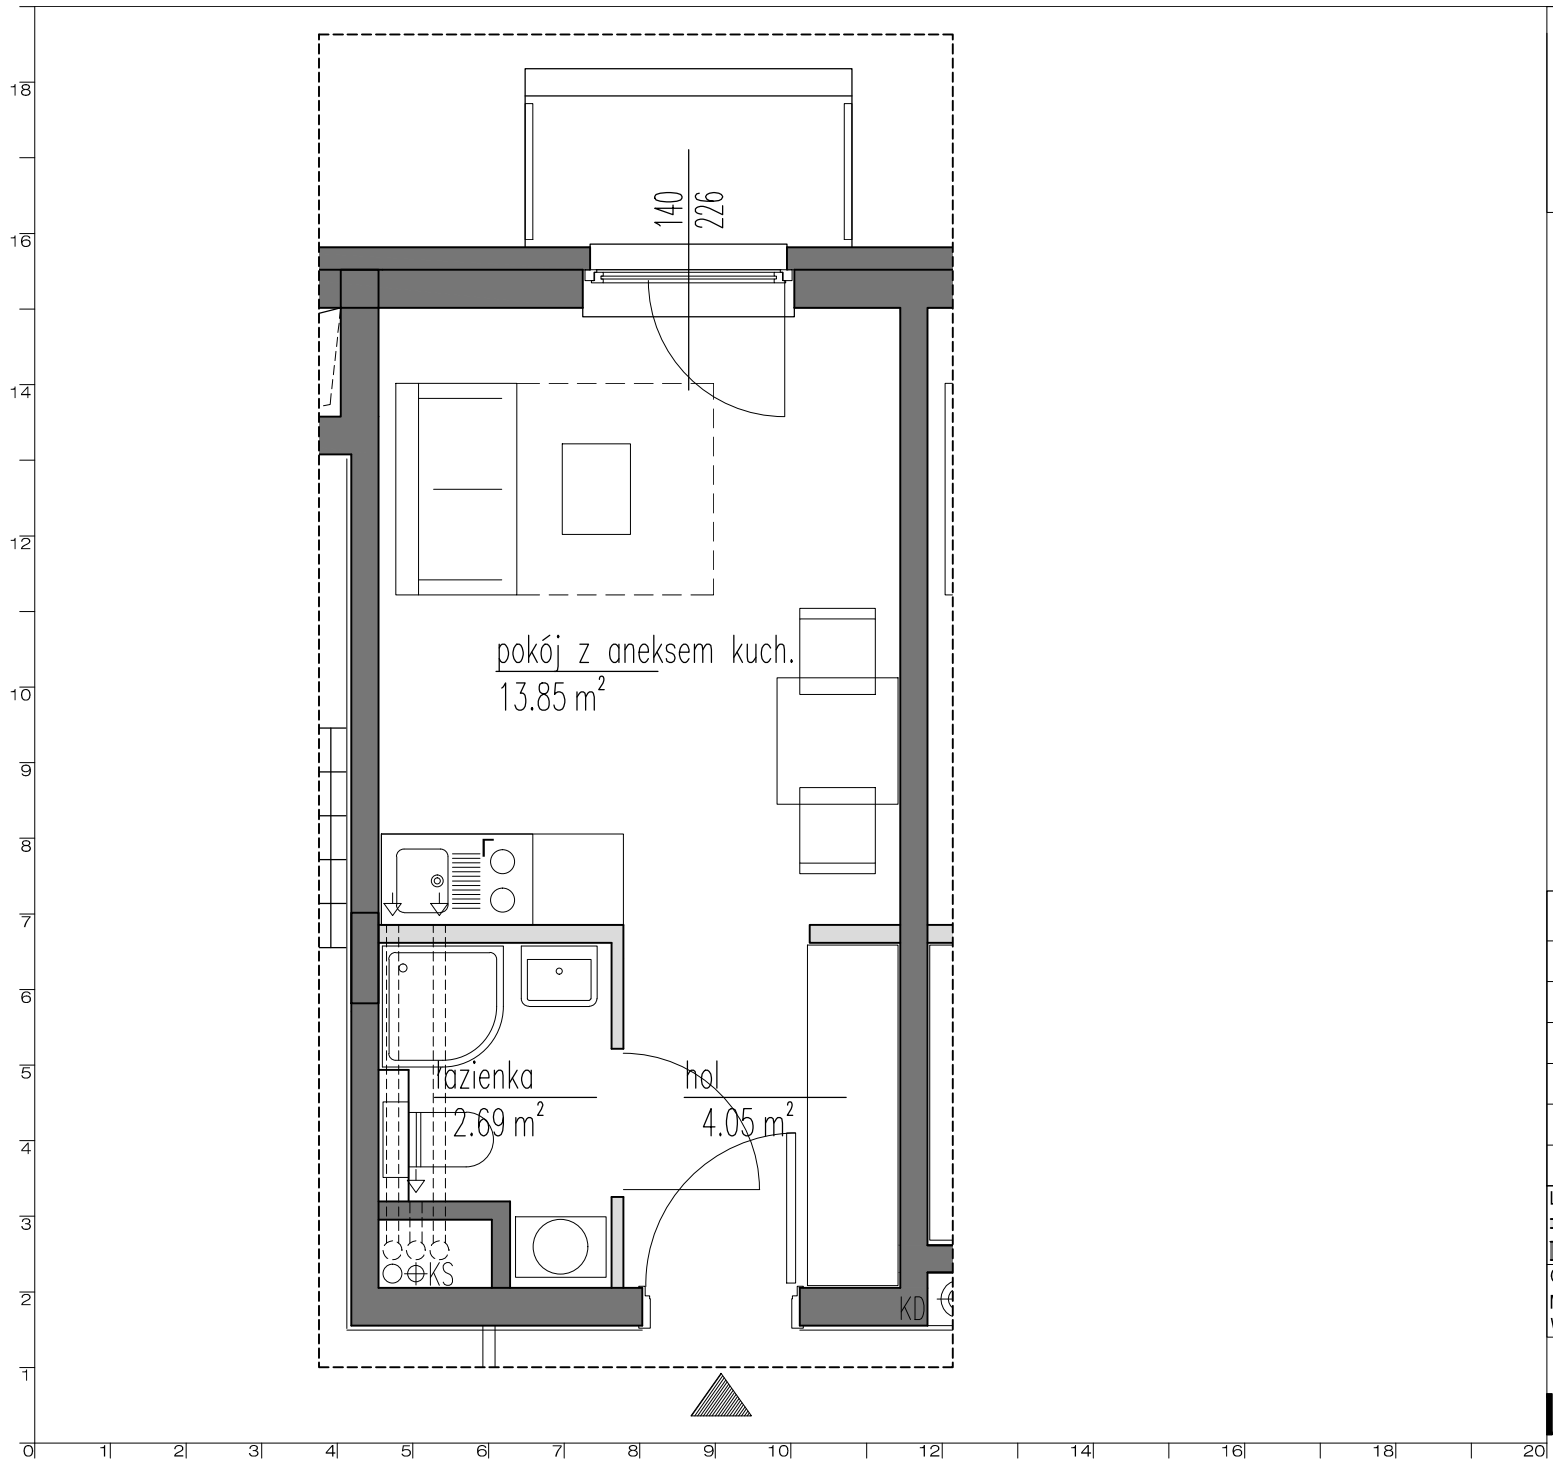 18
16
14
12
10
9
8
7
6
5
4
3
2
1
140
226
pokój z aneksem kuch.
13.85 m²
łazienka
2.69 m²
hol
4.05 m²
KS
KD
0 1 2 3 4 5 6 7 8 9 10 12 14 16 18 20